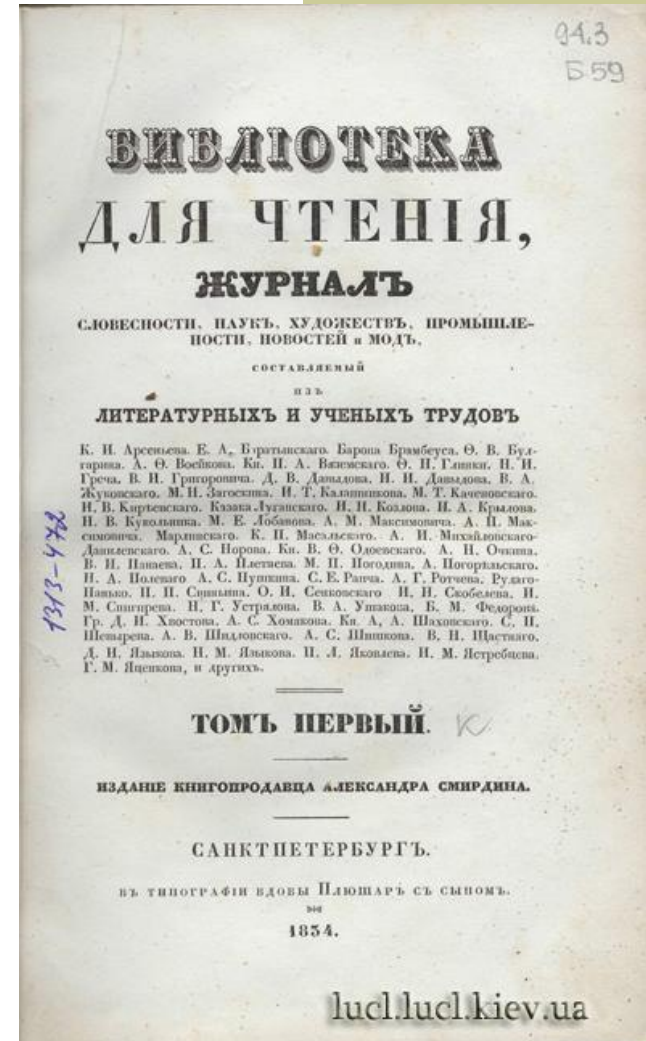 94.3
Б 59
БИБЛІОТЕКА
ДЛЯ ЧТЕНІЯ,
ЖУРНАЛЪ
СЛОВЕСНОСТИ, НАУКЪ, ХУДОЖЕСТВЪ, ПРОМЫШЛЕ-
НОСТИ, НОВОСТЕЙ и МОДЪ,
СОСТАВЛЯЕМЫЙ
ИЗЪ
ЛИТЕРАТУРНЫХЪ И УЧЕНЫХЪ ТРУДОВЪ
К. И. Арсеньева. Е. А. Баратынскаго. Барона Брамбеуса. Ѳ. В. Бул-
гарина. А. Ѳ. Воейкова. Кн. П. А. Вяземскаго. Ѳ. Н. Глинки. Н. И.
Греча. В. И. Григоровича. Д. В. Давыдова. И. И. Давыдова. В. А.
Жуковскаго. М. Н. Загоскина. И. Т. Калашникова. М. Т. Каченовскаго.
И. В. Кирѣевскаго. Казака Луганскаго. И. И. Козлова. И. А. Крылова.
Н. В. Кукольника. М. Е. Лобанова. А. М. Максимовича. А. П. Мак-
симовича. Марлинскаго. К. П. Масальскаго. А. И. Михайловскаго-
Данилевскаго. А. С. Норова. Кн. В. Ѳ. Одоевскаго. А. Н. Очкина.
В. И. Панаева. П. А. Плетнева. М. П. Погодина. А. Погорѣльскаго.
Н. А. Полеваго А. С. Пушкина. С. Е. Раича. А. Г. Ротчева. Рудаго-
Панько. П. П. Свиньина. О. И. Сенковскаго И. Н. Скобелева. И.
М. Снигирева. Н. Г. Устрялова. В. А. Ушакова, Б. М. Федорова.
Гр. Д. И. Хвостова. А. С. Хомакова. Кн. А. А. Шаховскаго. С. П.
Шевырева. А. В. Шидловскаго. А. С. Шишкова. В. Н. Щастнаго.
Д. И. Языкова. Н. М. Языкова. П. Л. Яковлева. И. М. Ястребцева.
Г. М. Яценкова, и другихъ.
1313-472
ТОМЪ ПЕРВЫЙ.
ИЗДАНІЕ КНИГОПРОДАВЦА АЛЕКСАНДРА СМИРДИНА.
САНКТПЕТЕРБУРГЪ.
ВЪ ТИПОГРАФІИ ВДОВЫ ПЛЮШАРЪ СЪ СЫНОМЪ.
1834.
lucl.lucl.kiev.ua